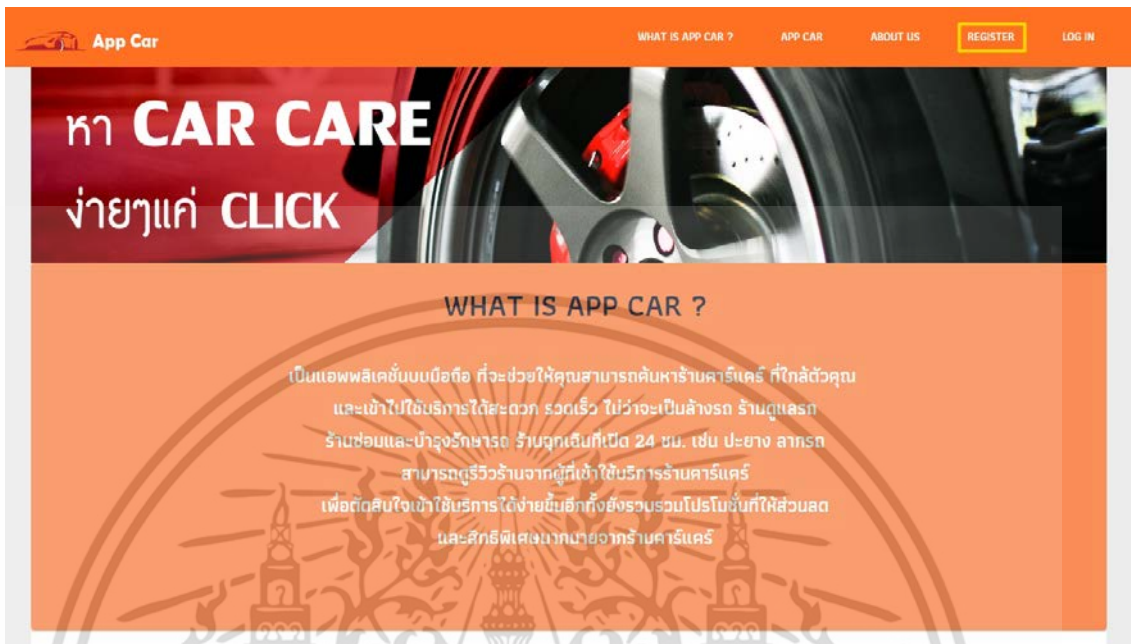 App Car
WHAT IS APP CAR ?
APP CAR
ABOUT US
REGISTER
LOG IN
หา CAR CARE
ง่ายๆแค่ CLICK
WHAT IS APP CAR ?
เป็นแอพพลิเคชั่นบนมือถือ ที่จะช่วยให้คุณสามารถค้นหาร้านคาร์แคร์ ที่ใกล้ตัวคุณ
และเข้าไปใช้บริการได้สะดวก รวดเร็ว ไม่ว่าจะเป็นล้างรถ ร้านดูแลรถ
ร้านซ่อมและบำรุงรักษารถ ร้านฉุกเฉินที่เปิด 24 ชม. เช่น ปะยาง ลากรถ
สามารถดูรีวิวร้านจากผู้ที่เข้าใช้บริการร้านคาร์แคร์
เพื่อตัดสินใจเข้าใช้บริการได้ง่ายขึ้นอีกทั้งยังรวบรวมโปรโมชั่นที่ให้ส่วนลด
และสิทธิพิเศษมากมายจากร้านคาร์แคร์